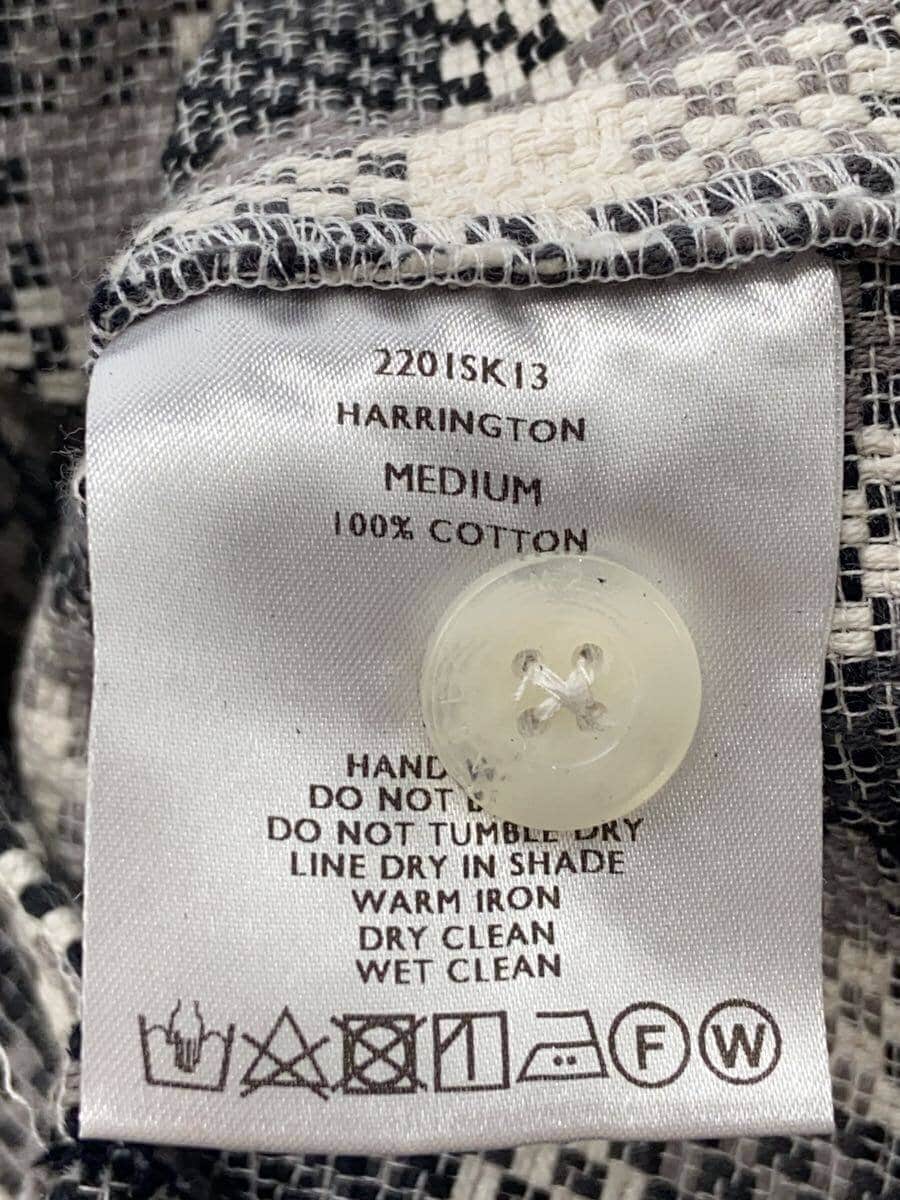 2201SK13
HARRINGTON
MEDIUM
100% COTTON
HAND
DO NOT
DO NOT TUMBLE DRY
LINE DRY IN SHADE
WARM IRON
DRY CLEAN
WET CLEAN
F W